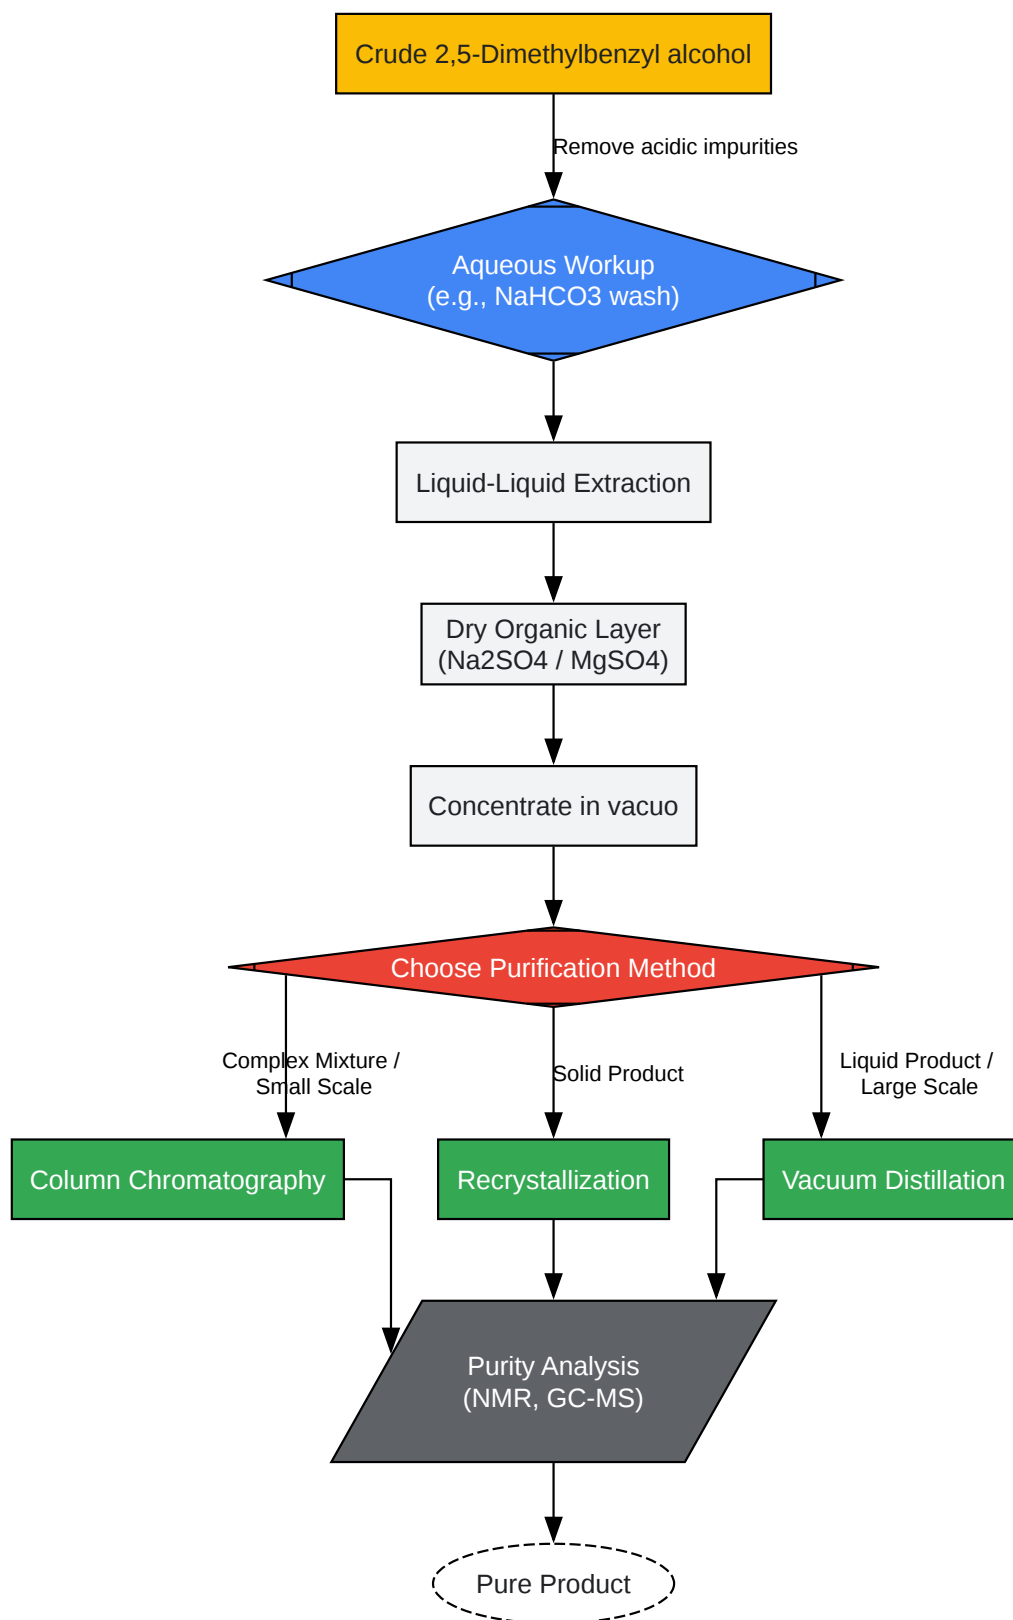 Crude 2,5-Dimethylbenzyl alcohol
Remove acidic impurities
Aqueous Workup
(e.g., NaHCO3 wash)
Liquid-Liquid Extraction
Dry Organic Layer
(Na2SO4 / MgSO4)
Concentrate in vacuo
Choose Purification Method
Complex Mixture /
Small Scale
Solid Product
Liquid Product /
Large Scale
Column Chromatography
Recrystallization
Vacuum Distillation
Purity Analysis
(NMR, GC-MS)
Pure Product